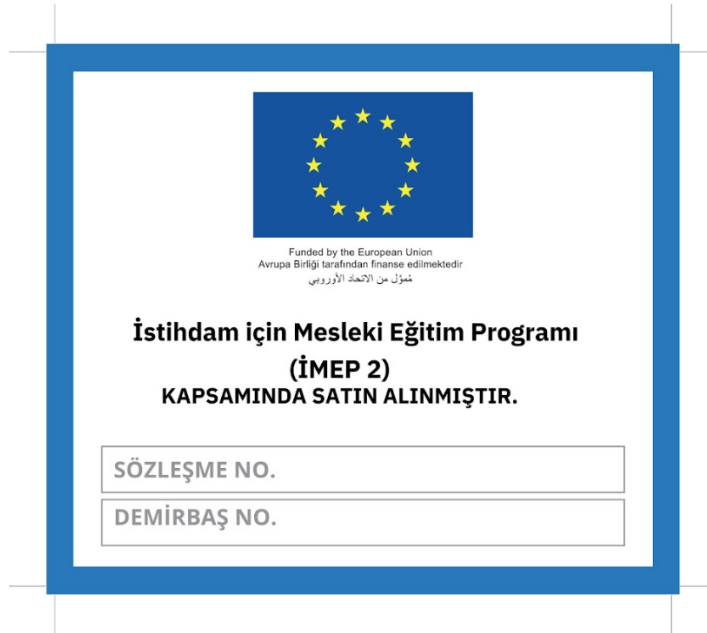 Funded by the European Union
Avrupa Birliği tarafından finanse edilmektedir
مُموَّل من الاتحاد الأوروبي
İstihdam için Mesleki Eğitim Programı
(İMEP 2)
KAPSAMINDA SATIN ALINMIŞTIR.
SÖZLEŞME NO.
DEMİRBAŞ NO.